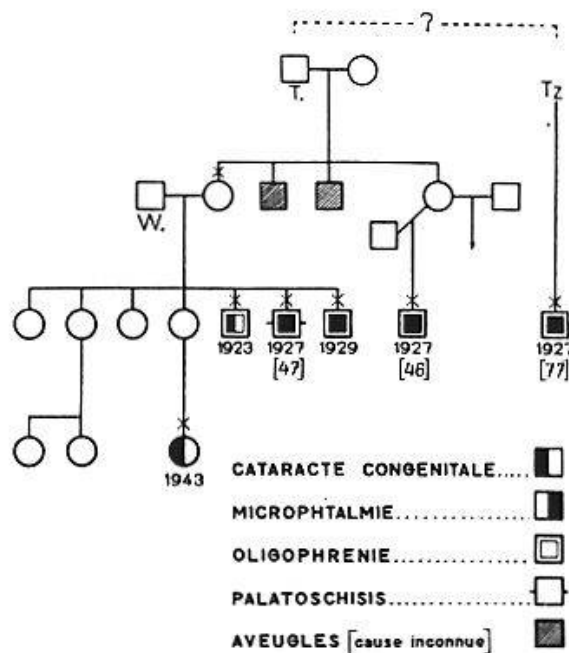 ?
T.
Tz
W.
1923 1927 1929 1927 1927
[47] [46] [77]
1943
CATARACTE CONGENITALE.....
MICROPHTALMIE............
OLIGOPHRENIE.............
PALATOSCHISIS............
AVEUGLES [cause inconnue]